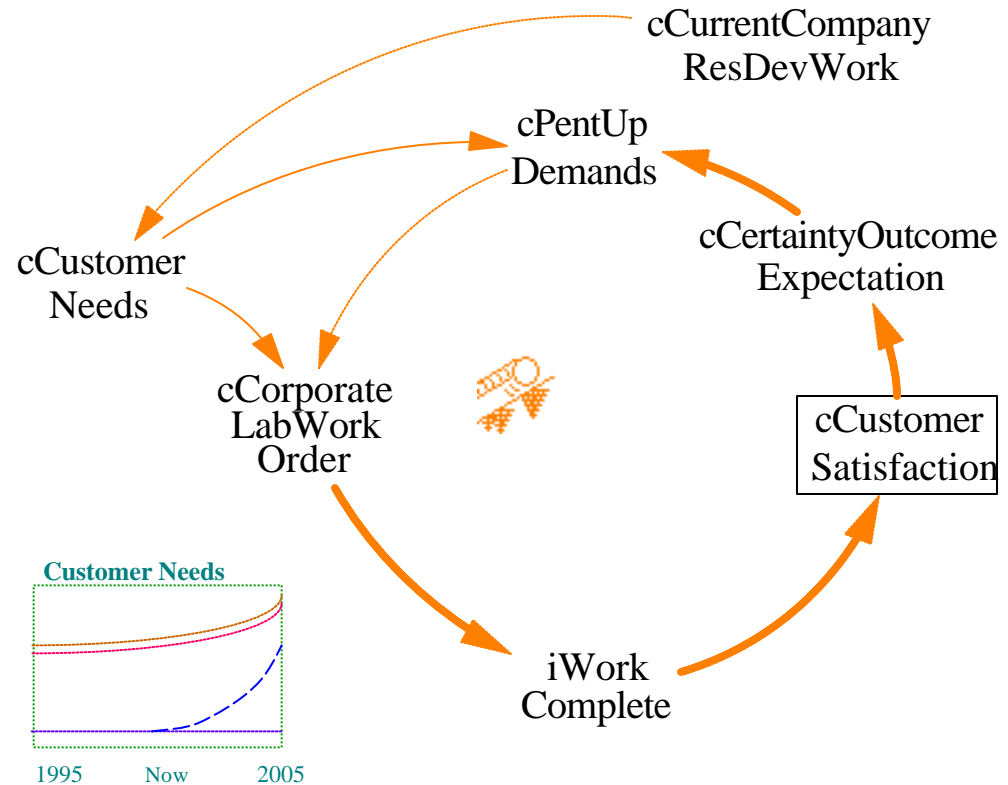 cCurrentCompany
ResDevWork
cPentUp
Demands
cCertaintyOutcome
Expectation
cCustomer
Needs
cCorporate
LabWork
Order
cCustomer
Satisfaction
iWork
Complete
Customer Needs
1995 Now 2005